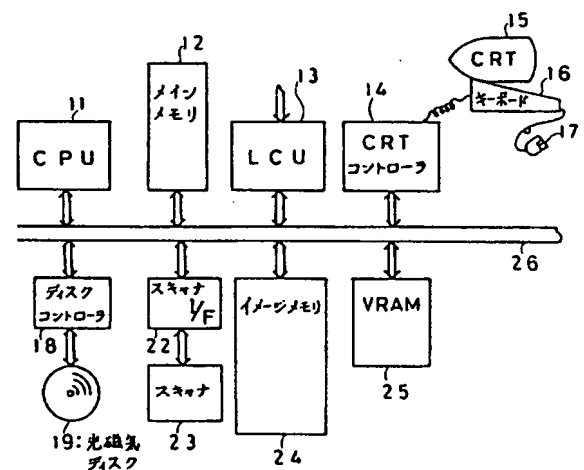 15
CRT
16
キーボード
17
12
メイン
メモリ
13
14
11
CPU
LCU
CRT
コントローラ
26
ディスク
コントローラ
18
スキャナ
I/F
22
イメージメモリ
VRAM
25
スキャナ
23
24
19:光磁気
ディスク